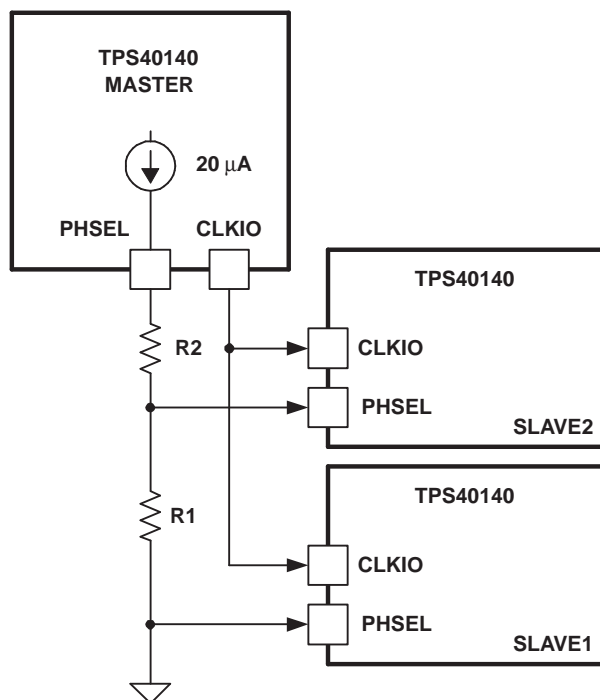 TPS40140
MASTER
20 μA
PHSEL
CLKIO
R2
R1
TPS40140
CLKIO
PHSEL
SLAVE2
TPS40140
CLKIO
PHSEL
SLAVE1